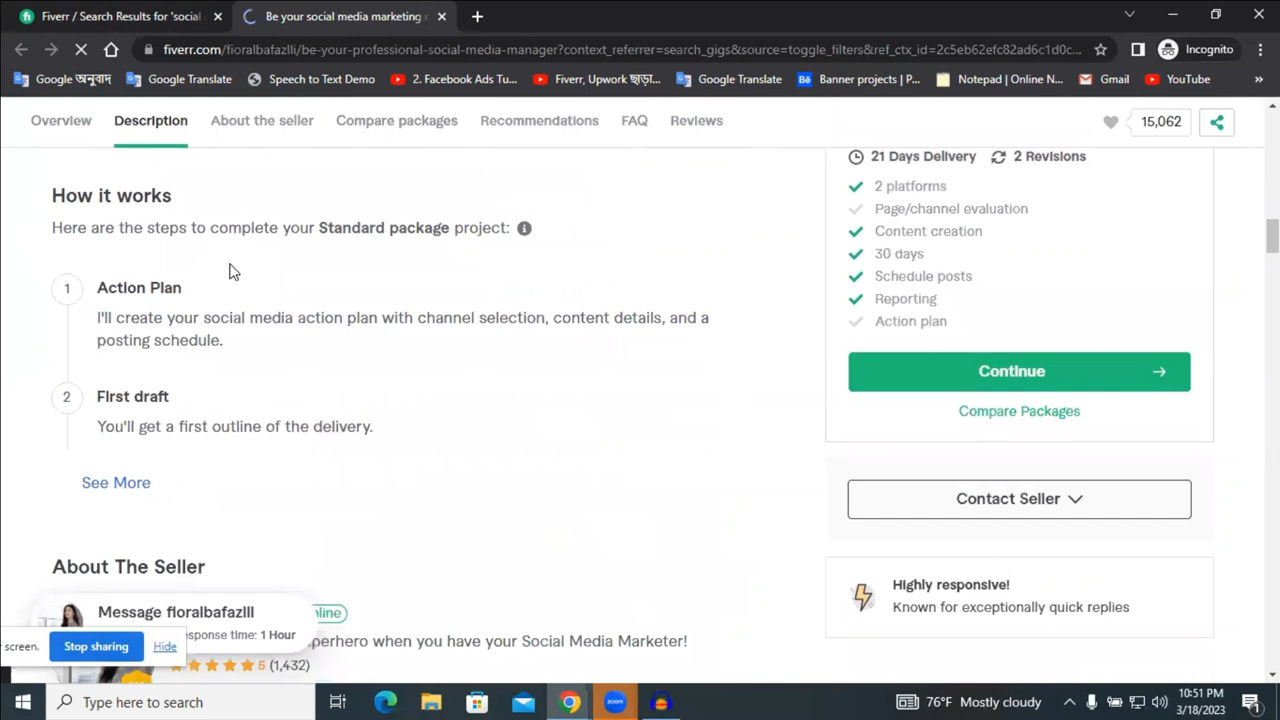 Fiverr / Search Results for 'social
Be your social media marketing
fiverr.com/fioralbafazlli/be-your-professional-social-media-manager?context_referrer=search_gigs&source=toggle_filters&ref_ctx_id=2c5eb62efc82ad6c1d0c...
Incognito
Google অনুবাদ
Google Translate
Speech to Text Demo
2. Facebook Ads Tu...
Fiverr, Upwork ছাড়া...
Google Translate
Banner projects | P...
Notepad | Online N...
Gmail
YouTube
Overview
Description
About the seller
Compare packages
Recommendations
FAQ
Reviews
15,062
How it works
Here are the steps to complete your Standard package project:
1
Action Plan
I'll create your social media action plan with channel selection, content details, and a
posting schedule.
2
First draft
You'll get a first outline of the delivery.
See More
21 Days Delivery
2 Revisions
2 platforms
Page/channel evaluation
Content creation
30 days
Schedule posts
Reporting
Action plan
Continue
Compare Packages
Contact Seller
Highly responsive!
Known for exceptionally quick replies
About The Seller
Message fioralbafazlli
1 Hour
perhero when you have your Social Media Marketer!
5 (1,432)
screen.
Stop sharing
Hide
Type here to search
zoom
76°F Mostly cloudy
10:51 PM
3/18/2023
1